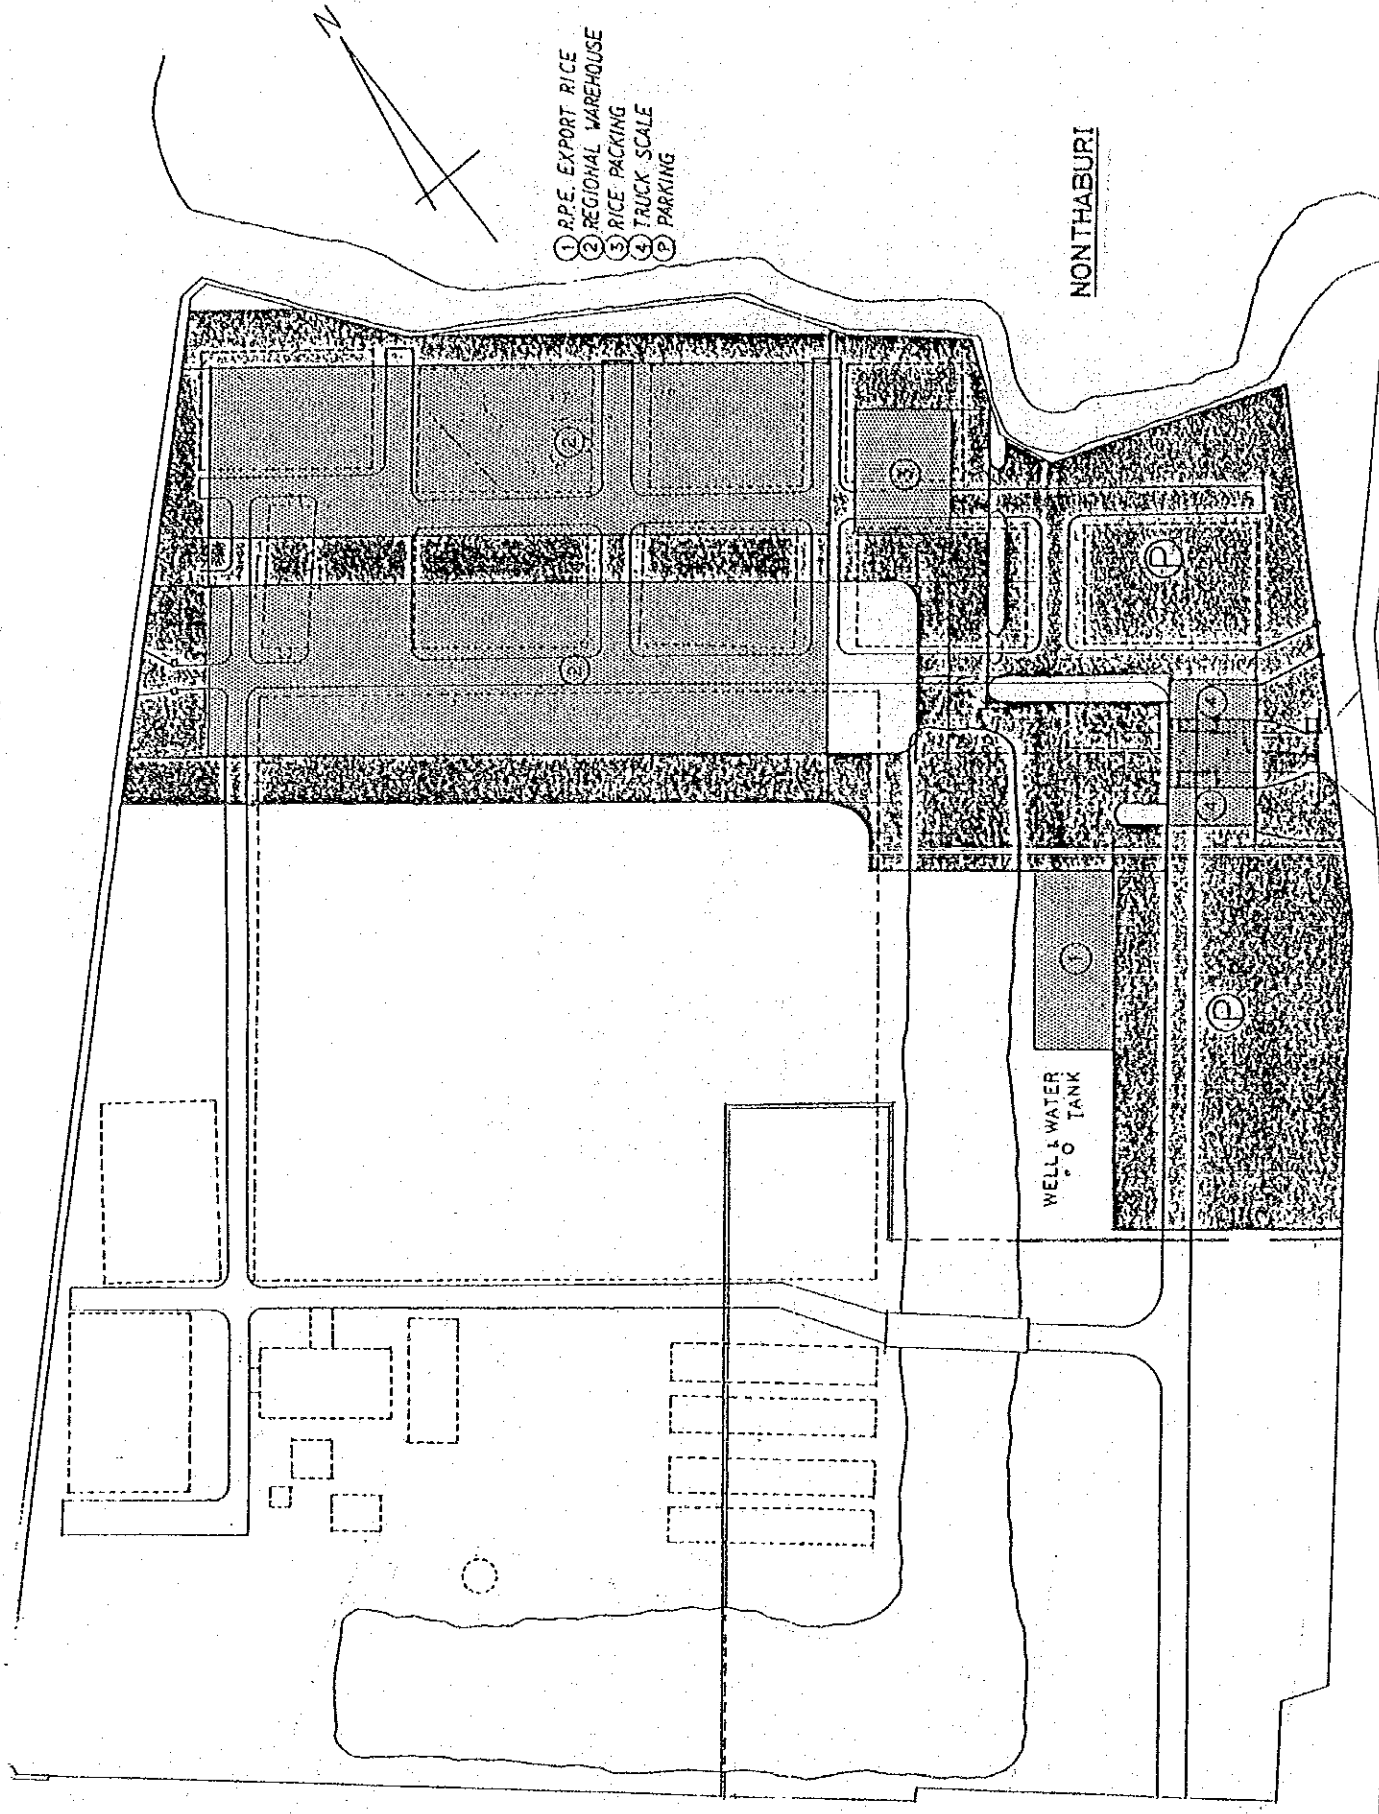 N
① R.P.E. EXPORT RICE
② REGIONAL WAREHOUSE
③ RICE PACKING
④ TRUCK SCALE
Ⓟ PARKING
NONTHABURI
②
②
③
Ⓟ
④
④
①
Ⓟ
WELL & WATER
TANK